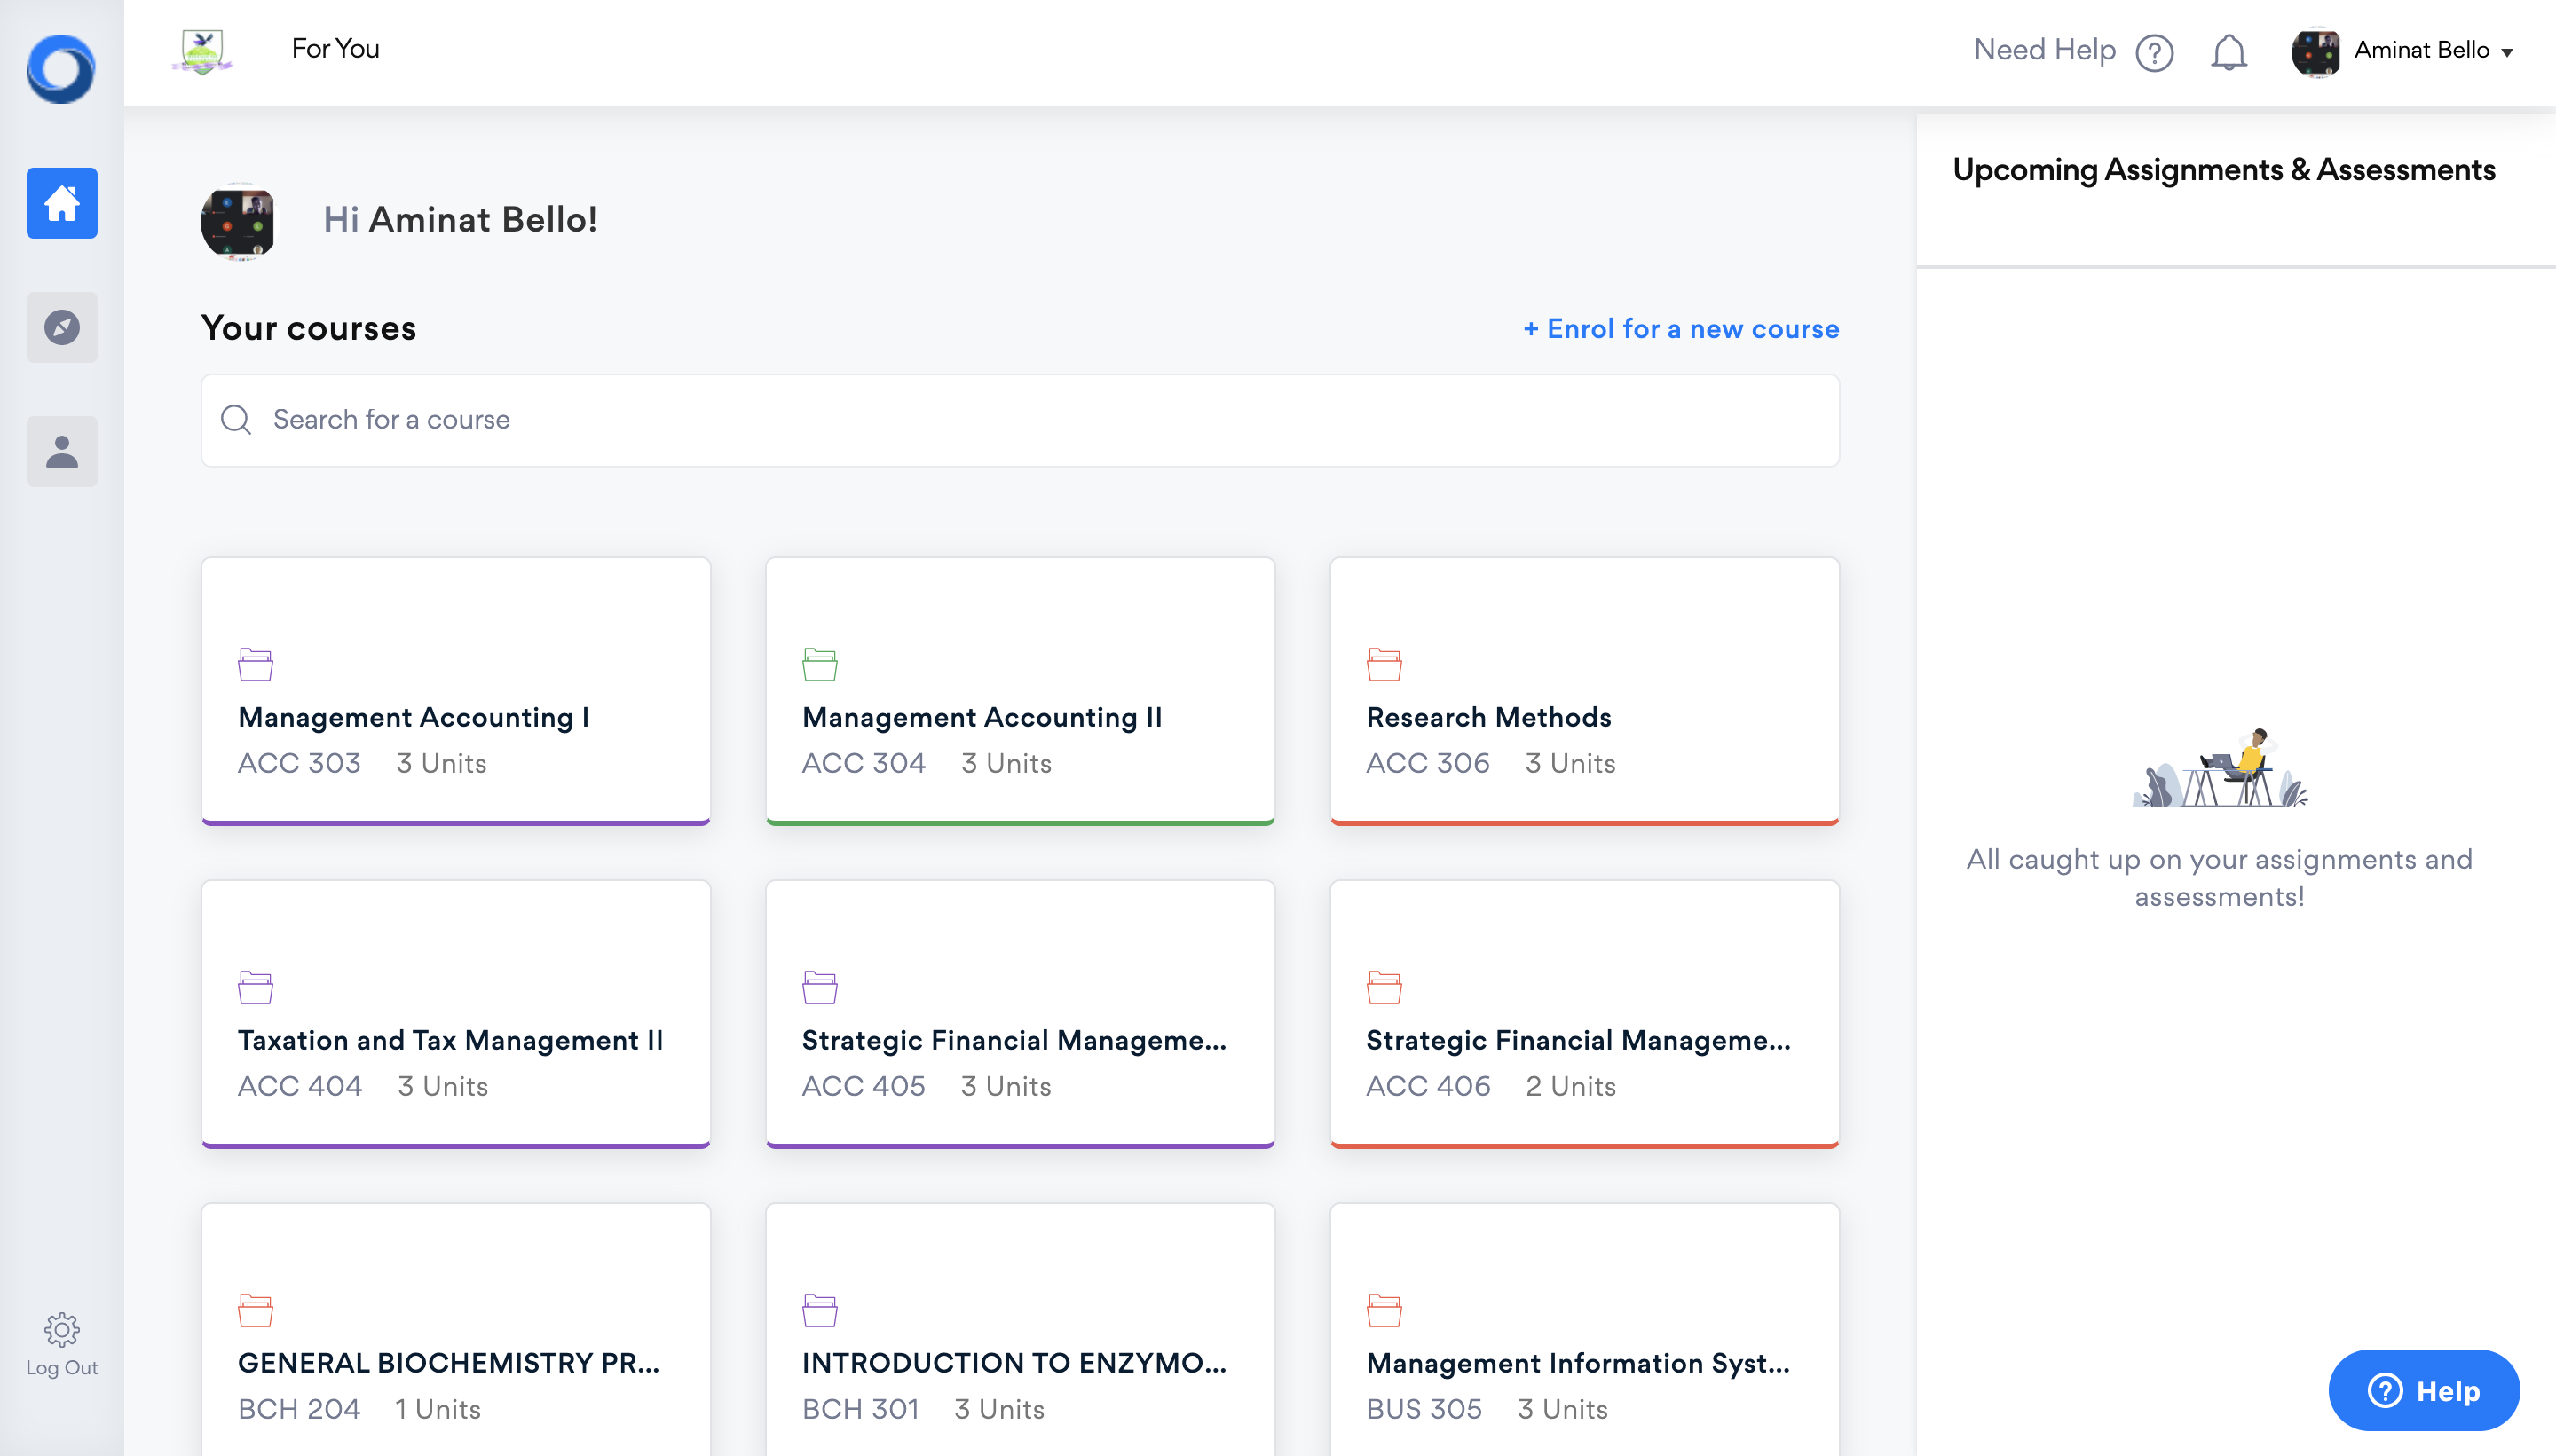 For You
Need Help
Aminat Bello
Hi Aminat Bello!
Your courses
+ Enrol for a new course
Search for a course
Management Accounting I
ACC 303 3 Units
Management Accounting II
ACC 304 3 Units
Research Methods
ACC 306 3 Units
Taxation and Tax Management II
ACC 404 3 Units
Strategic Financial Manageme...
ACC 405 3 Units
Strategic Financial Manageme...
ACC 406 2 Units
GENERAL BIOCHEMISTRY PR...
BCH 204 1 Units
INTRODUCTION TO ENZYMO...
BCH 301 3 Units
Management Information Syst...
BUS 305 3 Units
Upcoming Assignments & Assessments
All caught up on your assignments and
assessments!
Log Out
Help